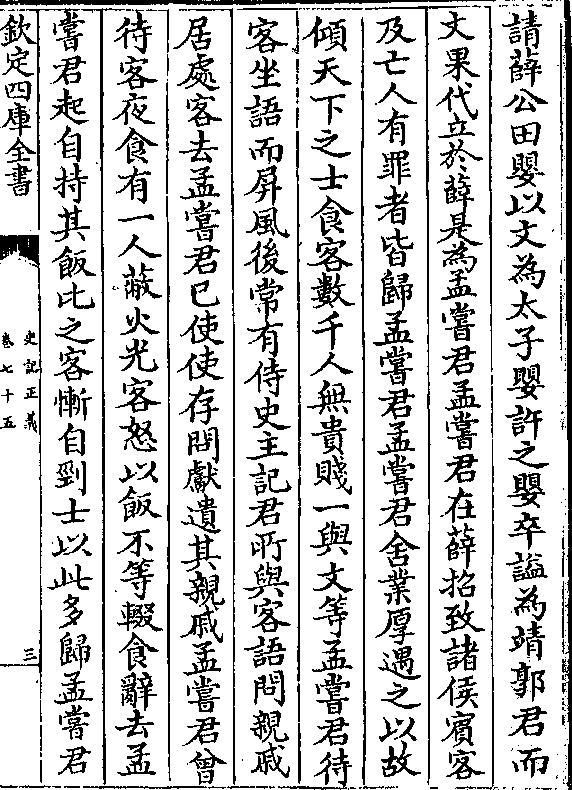 請薛公田嬰以文為太子嬰許之嬰卒謚為靖郭君而
文果代立於薛是為孟嘗君孟嘗君在薛招致諸侯賓客
及亡人有罪者皆歸孟嘗君孟嘗君舍業厚遇之以故
傾天下之士食客數千人無貴賤一與文等孟嘗君待
客坐語而屏風後常有侍史主記君所與客語問親戚
居處客去孟嘗君已使使存問獻遺其親戚孟嘗君曾
待客夜食有一人蔽火光客怒以飯不等輟食辭去孟
嘗君起自持其飯比之客慚自剄士以此多歸孟嘗君
欽定四庫全書
史記正義
卷七十五
三